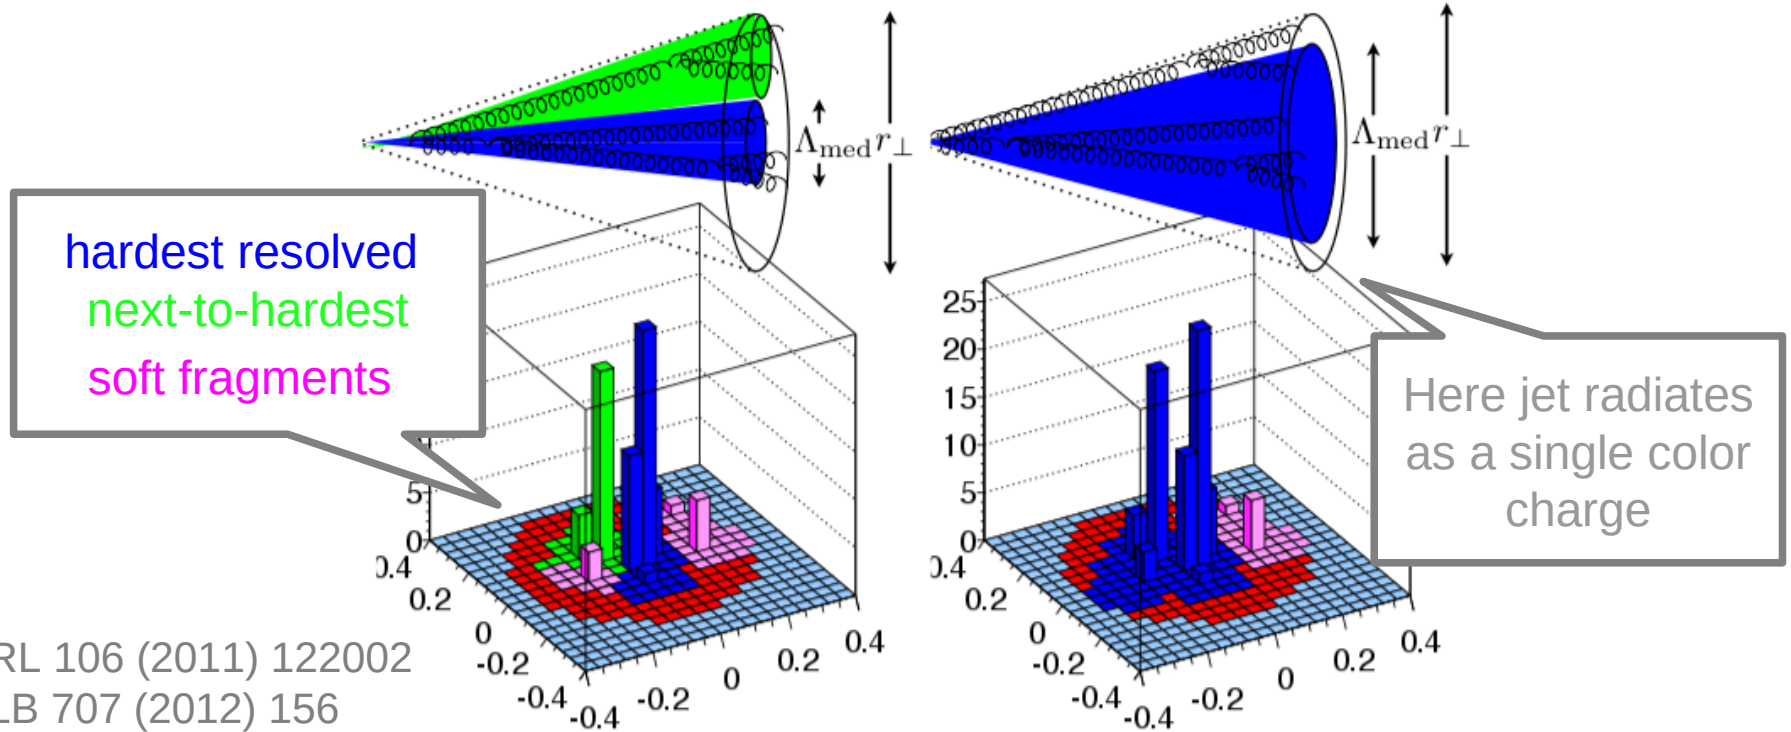 Λmed r⊥
Λmed r⊥
hardest resolved
next-to-hardest
soft fragments
25
20
15
10
5
0
5
0
Here jet radiates
as a single color
charge
0.4
0.2
0
-0.2
-0.4
-0.4
-0.2
0
0.2
0.4
0.4
0.2
0
-0.2
-0.4
-0.4
-0.2
0
0.2
0.4
RL 106 (2011) 122002
LB 707 (2012) 156